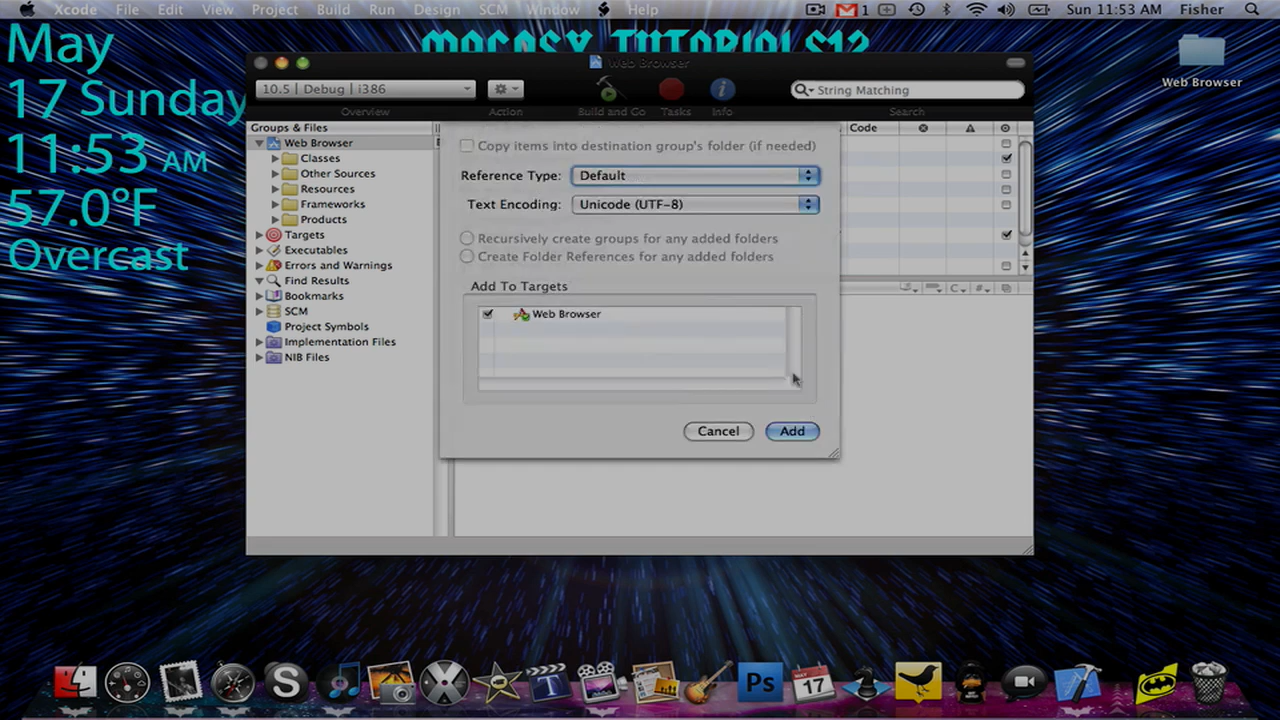 Xcode File Edit View Project Build Run Design SCM Window Help
1
Sun 11:53 AM Fisher
MACOSX TUTORIALS12
May
17 Sunday
11:53 AM
57.0°F
Overcast
Web Browser
Web Browser
10.5 | Debug | i386
String Matching
Overview
Action
Build and Go
Tasks
Info
Search
Groups & Files
Code
Web Browser
Classes
Other Sources
Resources
Frameworks
Products
Targets
Executables
Errors and Warnings
Find Results
Bookmarks
SCM
Project Symbols
Implementation Files
NIB Files
Copy items into destination group's folder (if needed)
Reference Type: Default
Text Encoding: Unicode (UTF-8)
Recursively create groups for any added folders
Create Folder References for any added folders
Add To Targets
Web Browser
Cancel
Add
S
X
T
Ps
17